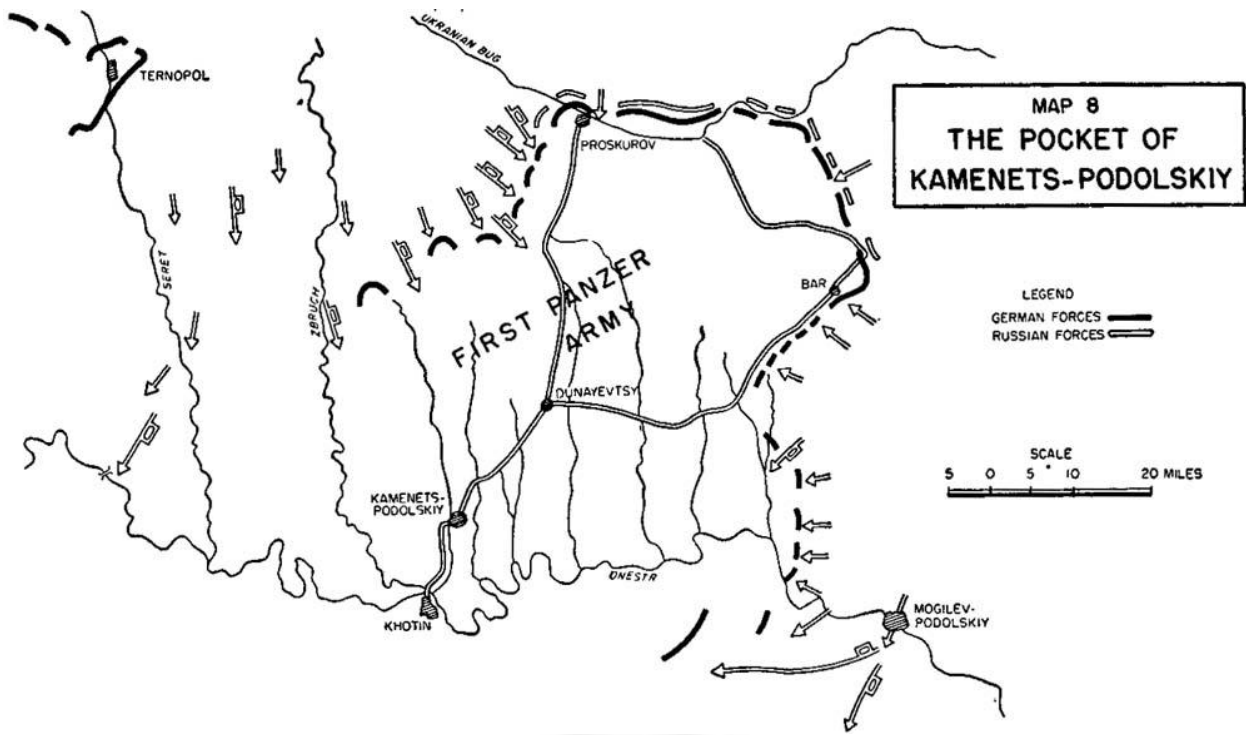 UKRANIAN BUG
TERNOPOL
MAP 8
THE POCKET OF
KAMENETS-PODOLSKIY
PROSKUROV
SERET
ZBRUCH
FIRST PANZER
ARMY
BAR
LEGEND
GERMAN FORCES
RUSSIAN FORCES
DUNAYEVTSY
SCALE
5 0 5 10 20 MILES
KAMENETS-
PODOLSKIY
DNESTR
KHOTIN
MOGILEV-
PODOLSKIY